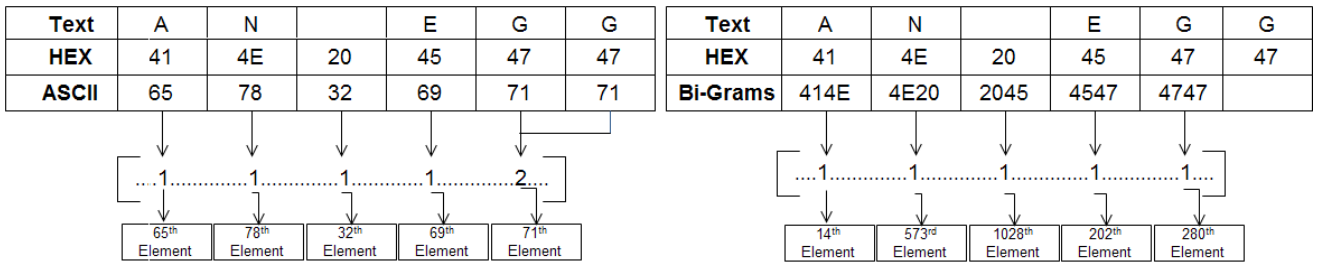 Text A N E G G
HEX 41 4E 20 45 47 47
ASCII 65 78 32 69 71 71
....1..............1..............1..............1..............2....
65th 78th 32th 69th 71th
Element Element Element Element Element
Text A N E G G
HEX 41 4E 20 45 47 47
Bi-Grams 414E 4E20 2045 4547 4747
....1..............1..............1..............1..............1....
14th 573rd 1028th 202th 280th
Element Element Element Element Element